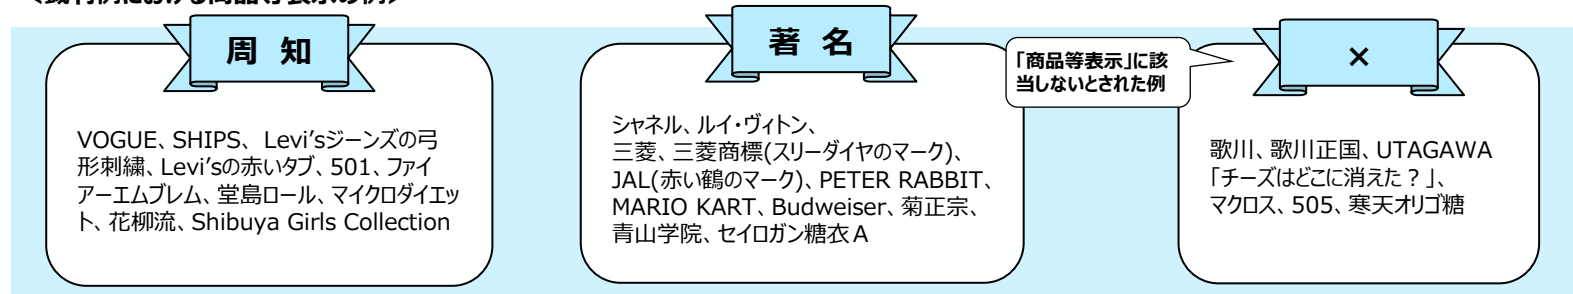 周 知
VOGUE、SHIPS、 Levi’sジーンズの弓
形刺繍、Levi’sの赤いタブ、501、ファイ
アーエムブレム、堂島ロール、マイクロダイエッ
ト、花柳流、Shibuya Girls Collection
著 名
シャネル、ルイ・ヴィトン、
三菱、三菱商標(スリーダイヤのマーク)、
JAL(赤い鶴のマーク)、PETER RABBIT、
MARIO KART、Budweiser、菊正宗、
青山学院、セイロガン糖衣A
「商品等表示」に該
当しないとされた例
×
歌川、歌川正国、UTAGAWA
「チーズはどこに消えた？」、
マクロス、505、寒天オリゴ糖